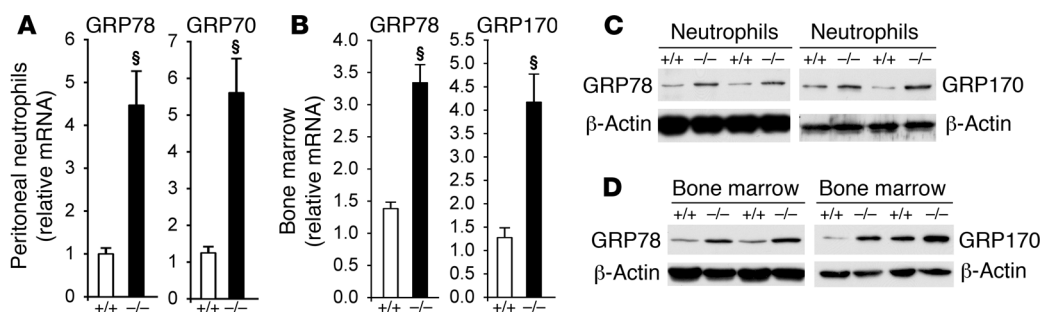 A
GRP78
GRP70
Peritoneal neutrophils
(relative mRNA)
6
5
4
3
2
1
0
§
+/+
–/–
7
6
5
4
3
2
1
0
§
+/+
–/–
B
GRP78
GRP170
Bone marrow
(relative mRNA)
4.0
3.5
3.0
2.5
2.0
1.5
1.0
0.5
0.0
§
+/+
–/–
5.5
5.0
4.5
4.0
3.5
3.0
2.5
2.0
1.5
1.0
0.5
0.0
§
+/+
–/–
C
Neutrophils
Neutrophils
+/+ –/– +/+ –/–
+/+ –/– +/+ –/–
GRP78
GRP170
β-Actin
β-Actin
D
Bone marrow
Bone marrow
+/+ –/– +/+ –/–
+/+ –/– +/+ –/–
GRP78
GRP170
β-Actin
β-Actin